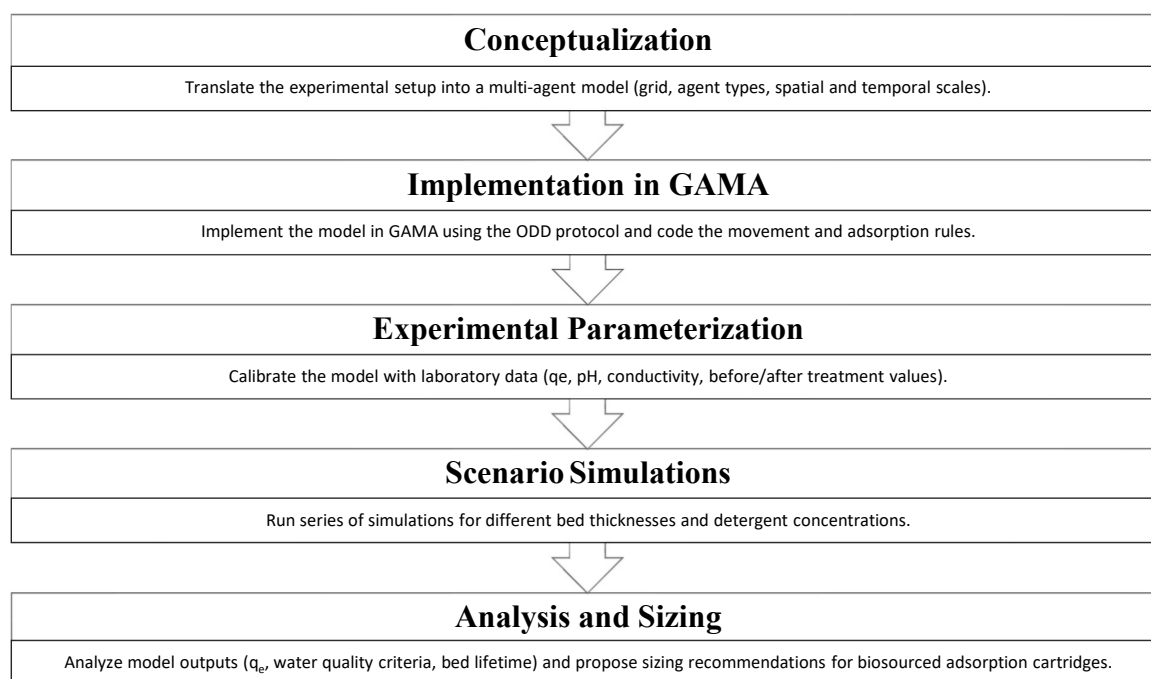 Conceptualization
Translate the experimental setup into a multi-agent model (grid, agent types, spatial and temporal scales).
Implementation in GAMA
Implement the model in GAMA using the ODD protocol and code the movement and adsorption rules.
Experimental Parameterization
Calibrate the model with laboratory data (qe, pH, conductivity, before/after treatment values).
Scenario Simulations
Run series of simulations for different bed thicknesses and detergent concentrations.
Analysis and Sizing
Analyze model outputs (qₑ, water quality criteria, bed lifetime) and propose sizing recommendations for biosourced adsorption cartridges.